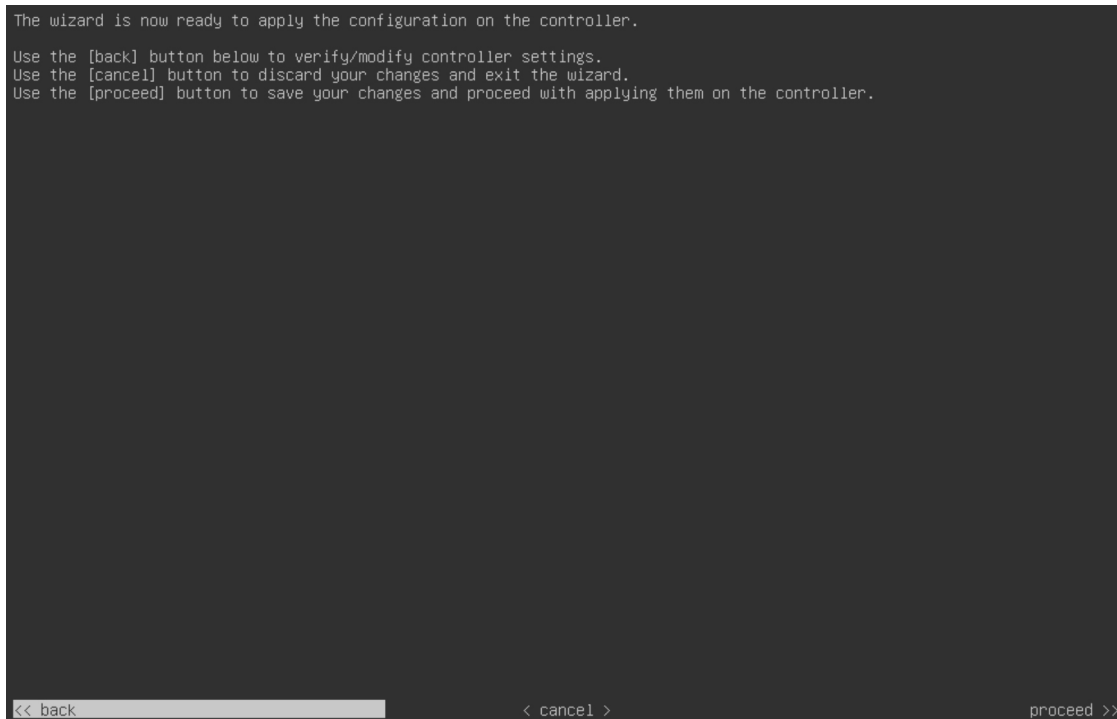 The wizard is now ready to apply the configuration on the controller.
Use the [back] button below to verify/modify controller settings.
Use the [cancel] button to discard your changes and exit the wizard.
Use the [proceed] button to save your changes and proceed with applying them on the controller.
<< back < cancel > proceed >>